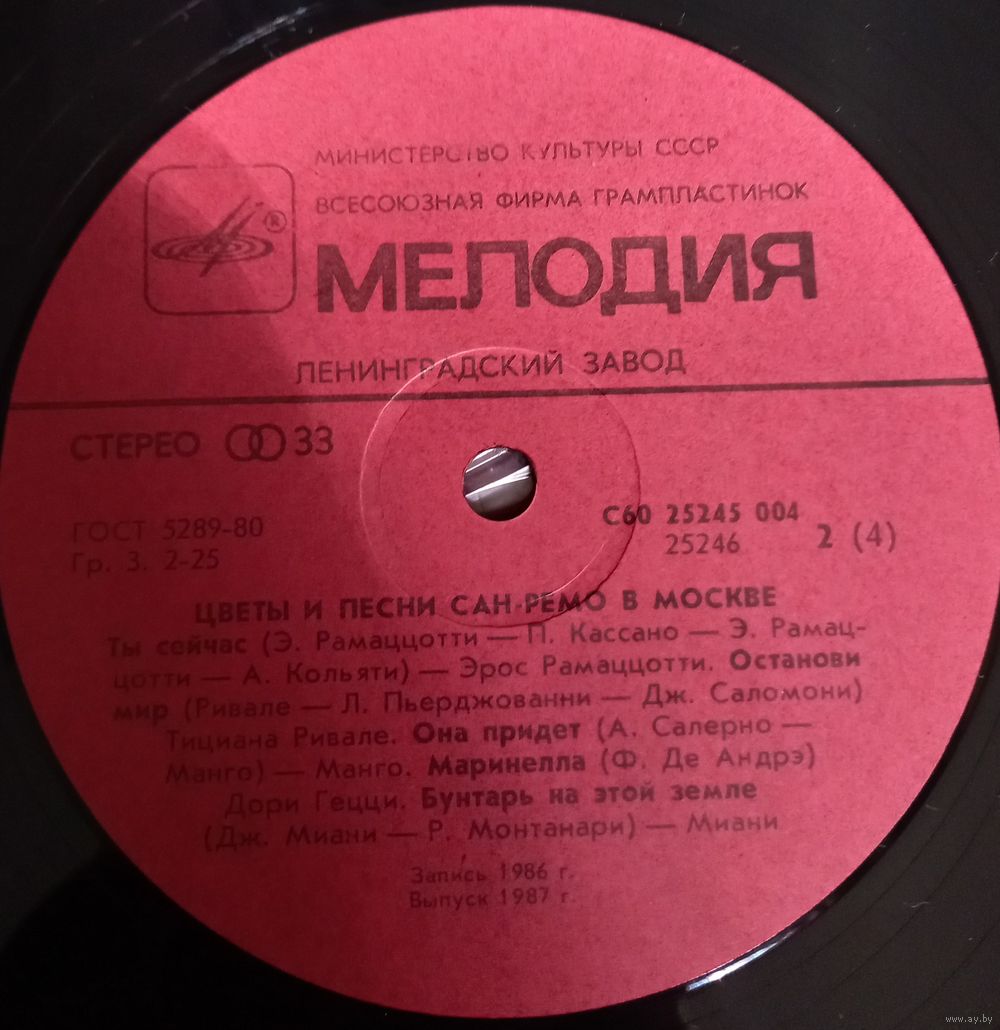 МИНИСТЕРСТВО КУЛЬТУРЫ СССР
ВСЕСОЮЗНАЯ ФИРМА ГРАМПЛАСТИНОК
®
МЕЛОДИЯ
ЛЕНИНГРАДСКИЙ ЗАВОД
СТЕРЕО 33
ГОСТ 5289-80
Гр. 3. 2-25
С60 25245 004
25246
2 (4)
ЦВЕТЫ И ПЕСНИ САН-РЕМО В МОСКВЕ
Ты сейчас (Э. Рамаццотти — П. Кассано — Э. Рамац-
цотти — А. Кольяти) — Эрос Рамаццотти. Останови
мир (Ривале — Л. Пьерджованни — Дж. Саломони)
Тициана Ривале. Она придет (А. Салерно —
Манго) — Манго. Маринелла (Ф. Де Андрэ)
Дори Гецци. Бунтарь на этой земле
(Дж. Миани — Р. Монтанари) — Миани
Запись 1986 г.
Выпуск 1987 г.
www.ay.by